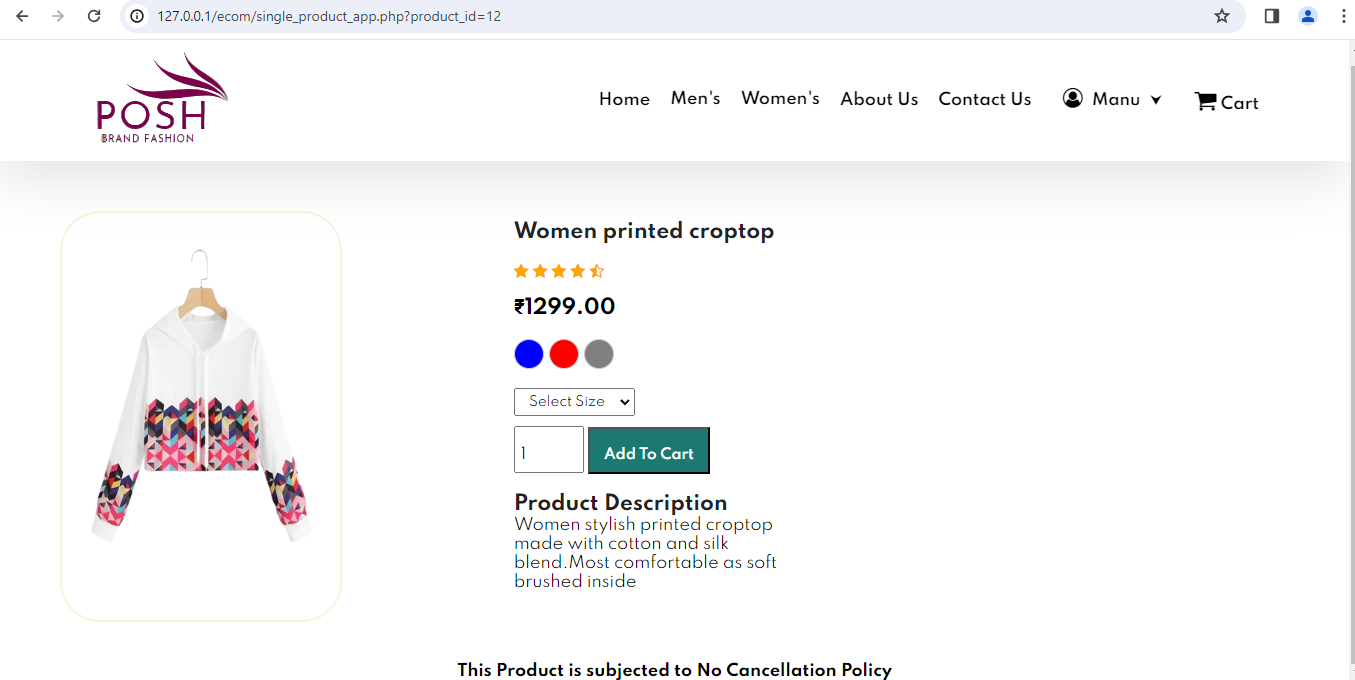 127.0.0.1/ecom/single_product_app.php?product_id=12
POSH
BRAND FASHION
Home Men's Women's About Us Contact Us Manu Cart
Women printed croptop
₹1299.00
Select Size
1 Add To Cart
Product Description
Women stylish printed croptop
made with cotton and silk
blend.Most comfortable as soft
brushed inside
This Product is subjected to No Cancellation Policy